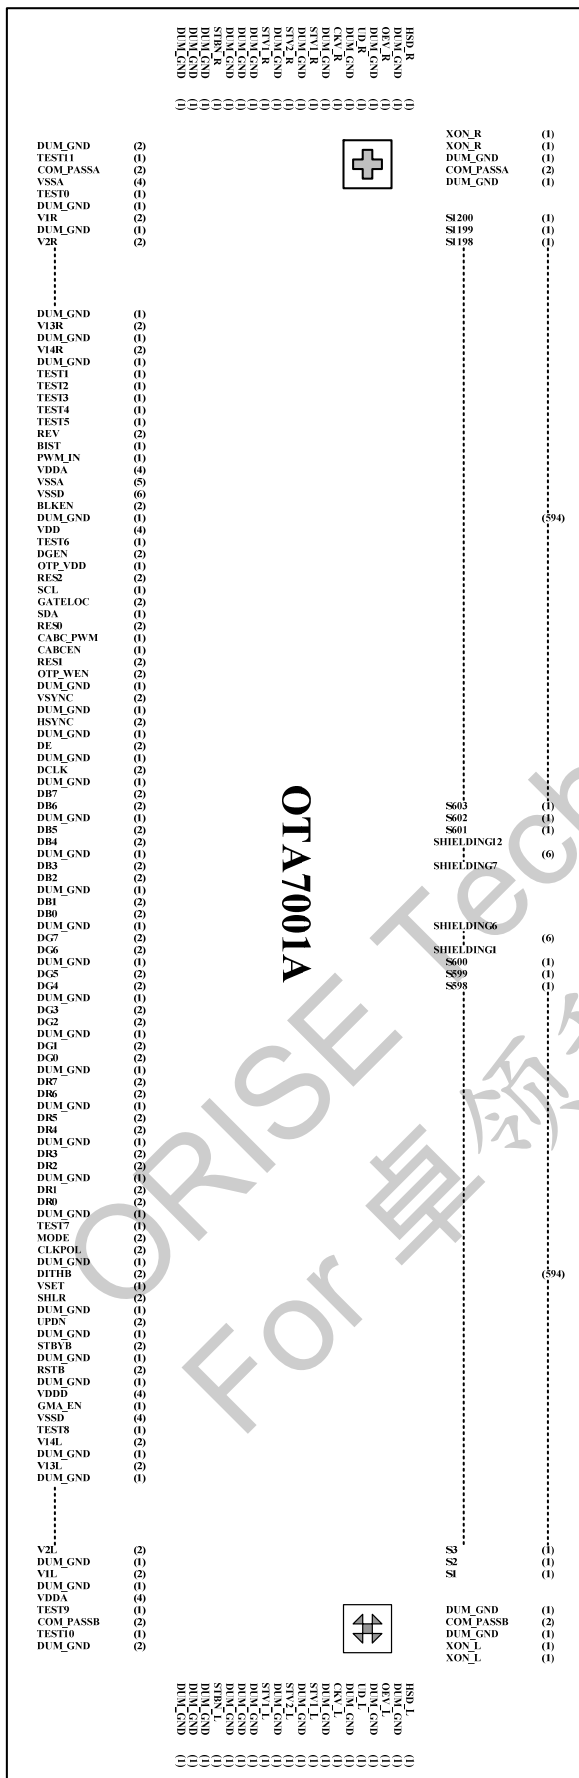 HSD_R (1)
DUM_GND (1)
OEV_R (1)
DUM_GND (1)
UD_R (1)
DUM_GND (1)
CKV_R (1)
DUM_GND (1)
STV1_R (1)
DUM_GND (1)
STV2_R (1)
DUM_GND (1)
STV1_R (1)
DUM_GND (1)
DUM_GND (1)
DUM_GND (1)
STBN_R (1)
DUM_GND (1)
DUM_GND (1)
DUM_GND (1)
DUM_GND (2)
TEST11 (1)
COM_PASSA (2)
VSSA (4)
TEST0 (1)
DUM_GND (1)
V1R (2)
DUM_GND (1)
V2R (2)
DUM_GND (1)
V13R (2)
DUM_GND (1)
V14R (2)
DUM_GND (1)
TEST1 (1)
TEST2 (1)
TEST3 (1)
TEST4 (1)
TEST5 (1)
REV (2)
BIST (1)
PWM_IN (1)
VDDA (4)
VSSA (5)
VSSD (6)
BLKEN (2)
DUM_GND (1)
VDD (4)
TEST6 (1)
DGEN (2)
OTP_VDD (1)
RES2 (2)
SCL (1)
GATELOC (2)
SDA (1)
RES0 (2)
CABC_PWM (1)
CABCEN (1)
RES1 (2)
OTP_WEN (2)
DUM_GND (1)
VSYNC (2)
DUM_GND (1)
HSYNC (2)
DUM_GND (1)
DE (2)
DUM_GND (1)
DCLK (2)
DUM_GND (1)
DB7 (2)
DB6 (2)
DUM_GND (1)
DB5 (2)
DB4 (2)
DUM_GND (1)
DB3 (2)
DB2 (2)
DUM_GND (1)
DB1 (2)
DB0 (2)
DUM_GND (1)
DG7 (2)
DG6 (2)
DUM_GND (1)
DG5 (2)
DG4 (2)
DUM_GND (1)
DG3 (2)
DG2 (2)
DUM_GND (1)
DG1 (2)
DG0 (2)
DUM_GND (1)
DR7 (2)
DR6 (2)
DUM_GND (1)
DR5 (2)
DR4 (2)
DUM_GND (1)
DR3 (2)
DR2 (2)
DUM_GND (1)
DR1 (2)
DR0 (2)
DUM_GND (1)
TEST7 (1)
MODE (2)
CLKPOL (2)
DUM_GND (1)
DITHB (2)
VSET (1)
SHLR (2)
DUM_GND (1)
UPDN (2)
DUM_GND (1)
STBYB (2)
DUM_GND (1)
RSTB (2)
DUM_GND (1)
VDDD (4)
GMA_EN (1)
VSSD (4)
TEST8 (1)
V14L (2)
DUM_GND (1)
V13L (2)
DUM_GND (1)
V2L (2)
DUM_GND (1)
V1L (2)
DUM_GND (1)
VDDA (4)
TEST9 (1)
COM_PASSB (2)
TEST10 (1)
DUM_GND (2)
OTA7001A
XON_R (1)
XON_R (1)
DUM_GND (1)
COM_PASSA (2)
DUM_GND (1)
S1200 (1)
S1199 (1)
S1198 (1)
(594)
S603 (1)
S602 (1)
S601 (1)
SHIELDING12
(6)
SHIELDING7
SHIELDING6
(6)
SHIELDING1
S600 (1)
S599 (1)
S598 (1)
(594)
S3 (1)
S2 (1)
S1 (1)
DUM_GND (1)
COM_PASSB (2)
DUM_GND (1)
XON_L (1)
XON_L (1)
HSD_L (1)
DUM_GND (1)
OEV_L (1)
DUM_GND (1)
UD_L (1)
DUM_GND (1)
CKV_L (1)
DUM_GND (1)
STV1_L (1)
DUM_GND (1)
STV2_L (1)
DUM_GND (1)
STV1_L (1)
DUM_GND (1)
DUM_GND (1)
DUM_GND (1)
STBN_L (1)
DUM_GND (1)
DUM_GND (1)
DUM_GND (1)
ORISE Tech
For 卓领